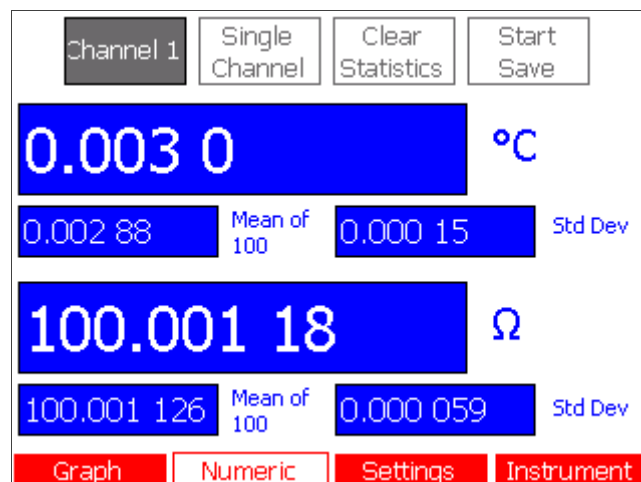 Channel 1 Single Channel Clear Statistics Start Save
0.003 0 °C
0.002 88 Mean of 100 0.000 15 Std Dev
100.001 18 Ω
100.001 126 Mean of 100 0.000 059 Std Dev
Graph Numeric Settings Instrument